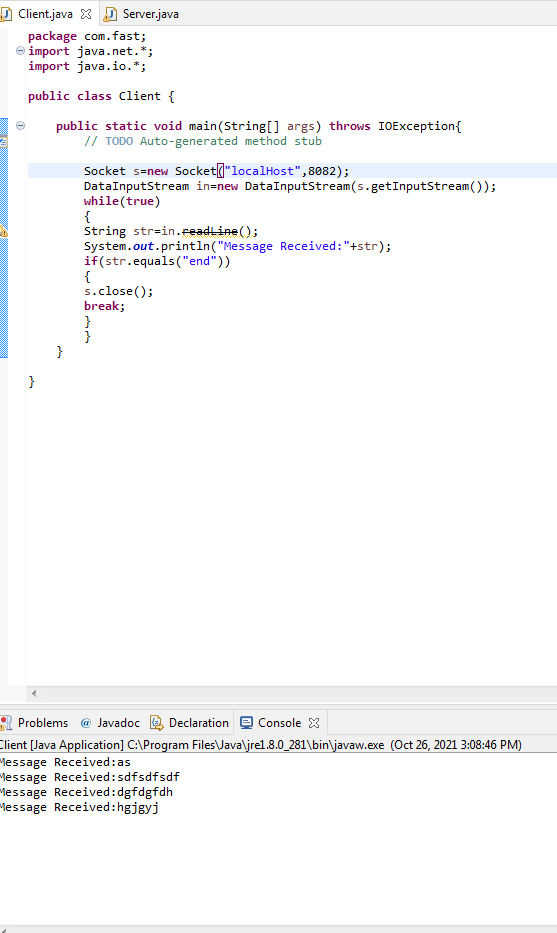 Client.java Server.java
package com.fast;
import java.net.*;
import java.io.*;
public class Client {
public static void main(String[] args) throws IOException{
// TODO Auto-generated method stub
Socket s=new Socket("localHost",8082);
DataInputStream in=new DataInputStream(s.getInputStream());
while(true)
{
String str=in.readLine();
System.out.println("Message Received:"+str);
if(str.equals("end"))
{
s.close();
break;
}
}
}
}
Problems @ Javadoc Declaration Console
Client [Java Application] C:\Program Files\Java\jre1.8.0_281\bin\javaw.exe (Oct 26, 2021 3:08:46 PM)
Message Received:as
Message Received:sdfsdfsdf
Message Received:dgfdgfdh
Message Received:hgjgyj